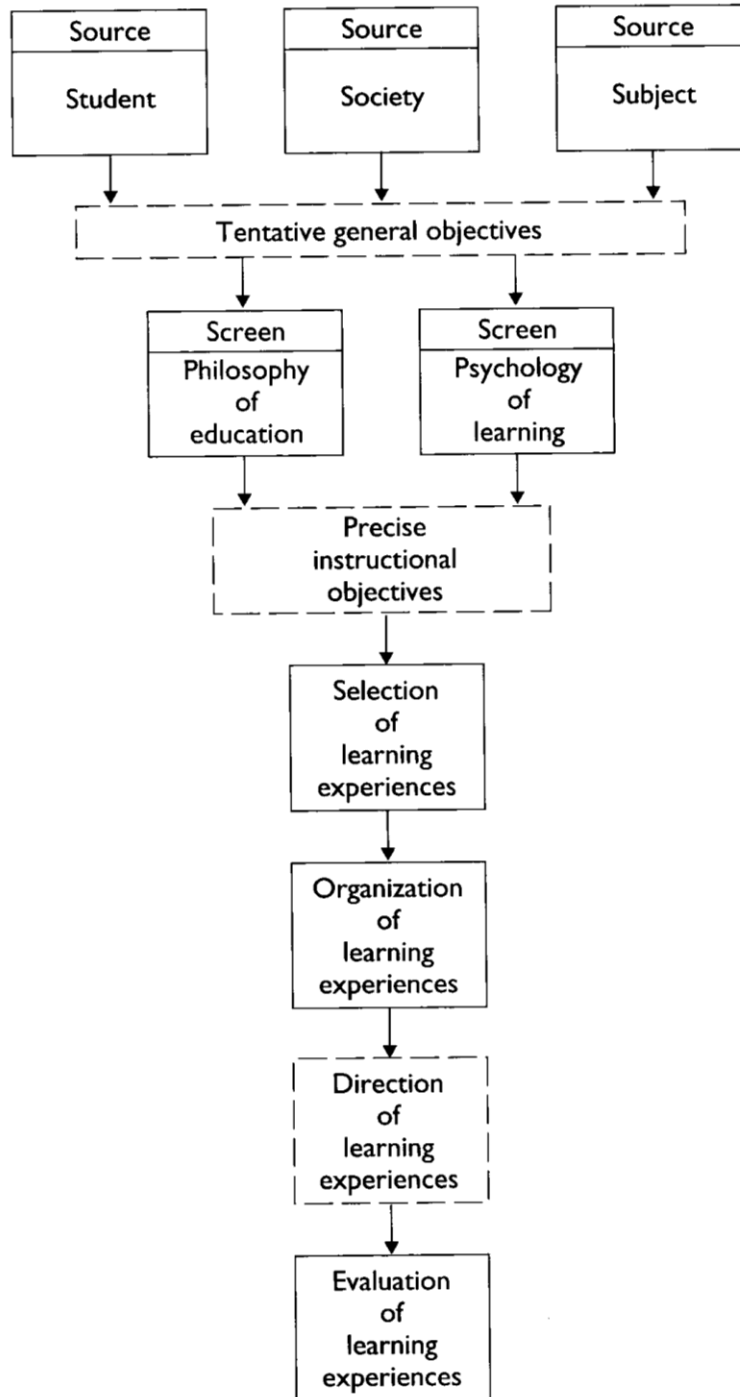 Source
Student
Source
Society
Source
Subject
Tentative general objectives
Screen
Philosophy
of
education
Screen
Psychology
of
learning
Precise
instructional
objectives
Selection
of
learning
experiences
Organization
of
learning
experiences
Direction
of
learning
experiences
Evaluation
of
learning
experiences